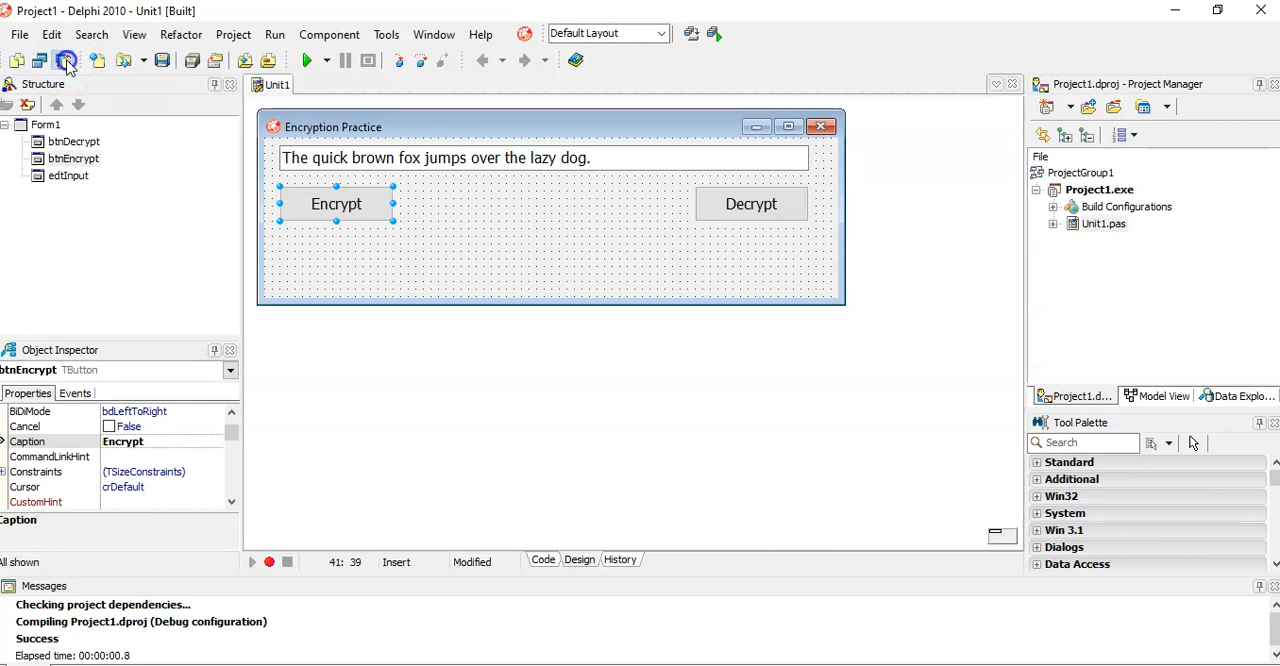 Project1 - Delphi 2010 - Unit1 [Built]
File Edit Search View Refactor Project Run Component Tools Window Help
Default Layout
Structure
Form1
btnDecrypt
btnEncrypt
edtInput
Object Inspector
btnEncrypt TButton
Properties Events
BiDiMode bdLeftToRight
Cancel False
Caption Encrypt
CommandLinkHint
Constraints (TSizeConstraints)
Cursor crDefault
CustomHint
Caption
All shown
Unit1
Encryption Practice
The quick brown fox jumps over the lazy dog.
Encrypt Decrypt
41: 39 Insert Modified Code Design History
Project1.dproj - Project Manager
File
ProjectGroup1
Project1.exe
Build Configurations
Unit1.pas
Project1.d... Model View Data Explo...
Tool Palette
Search
Standard
Additional
Win32
System
Win 3.1
Dialogs
Data Access
Messages
Checking project dependencies...
Compiling Project1.dproj (Debug configuration)
Success
Elapsed time: 00:00:00.8